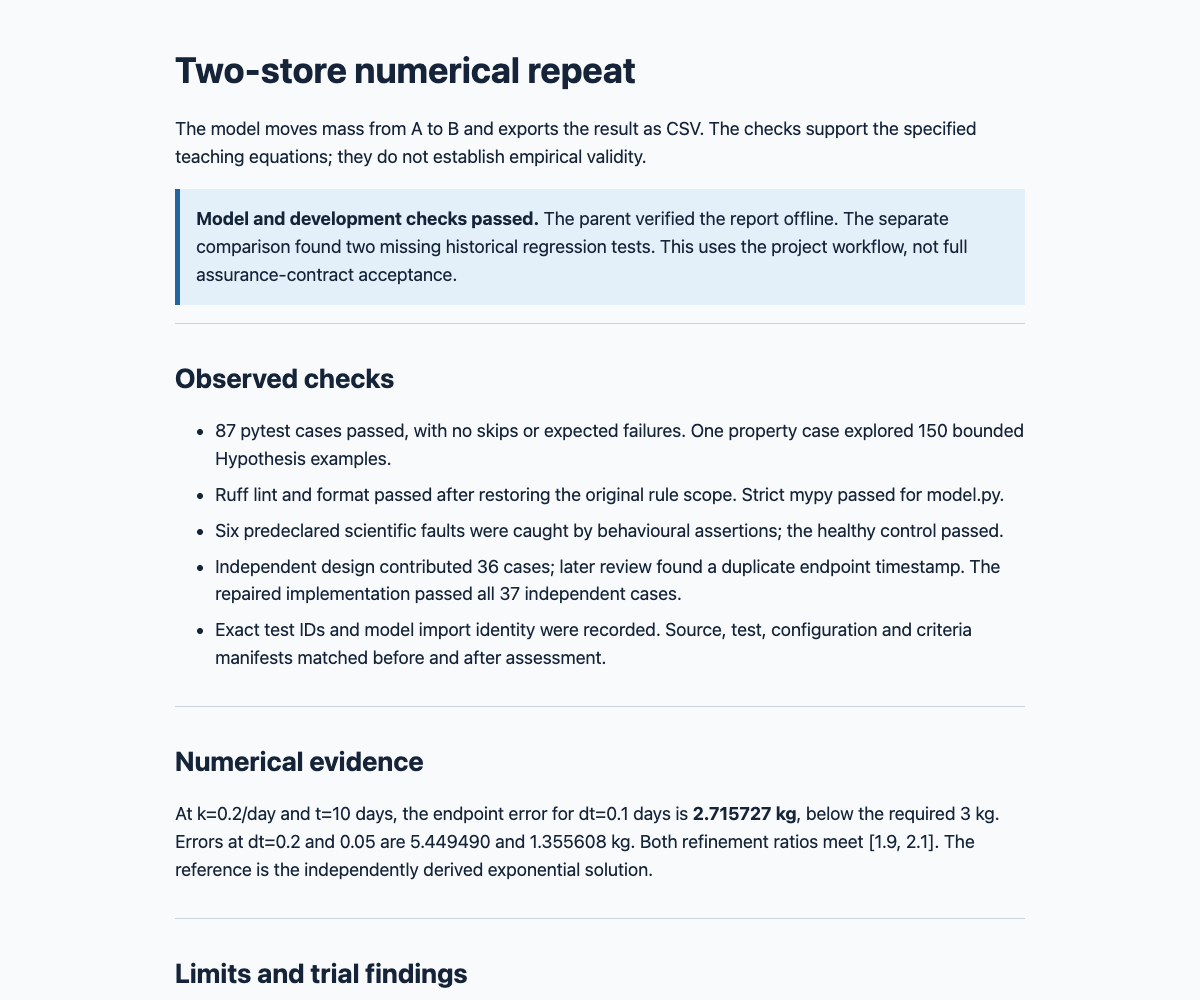 Two-store numerical repeat
The model moves mass from A to B and exports the result as CSV. The checks support the specified
teaching equations; they do not establish empirical validity.
Model and development checks passed. The parent verified the report offline. The separate
comparison found two missing historical regression tests. This uses the project workflow, not full
assurance-contract acceptance.
Observed checks
• 87 pytest cases passed, with no skips or expected failures. One property case explored 150 bounded
Hypothesis examples.
• Ruff lint and format passed after restoring the original rule scope. Strict mypy passed for model.py.
• Six predeclared scientific faults were caught by behavioural assertions; the healthy control passed.
• Independent design contributed 36 cases; later review found a duplicate endpoint timestamp. The
repaired implementation passed all 37 independent cases.
• Exact test IDs and model import identity were recorded. Source, test, configuration and criteria
manifests matched before and after assessment.
Numerical evidence
At k=0.2/day and t=10 days, the endpoint error for dt=0.1 days is 2.715727 kg, below the required 3 kg.
Errors at dt=0.2 and 0.05 are 5.449490 and 1.355608 kg. Both refinement ratios meet [1.9, 2.1]. The
reference is the independently derived exponential solution.
Limits and trial findings